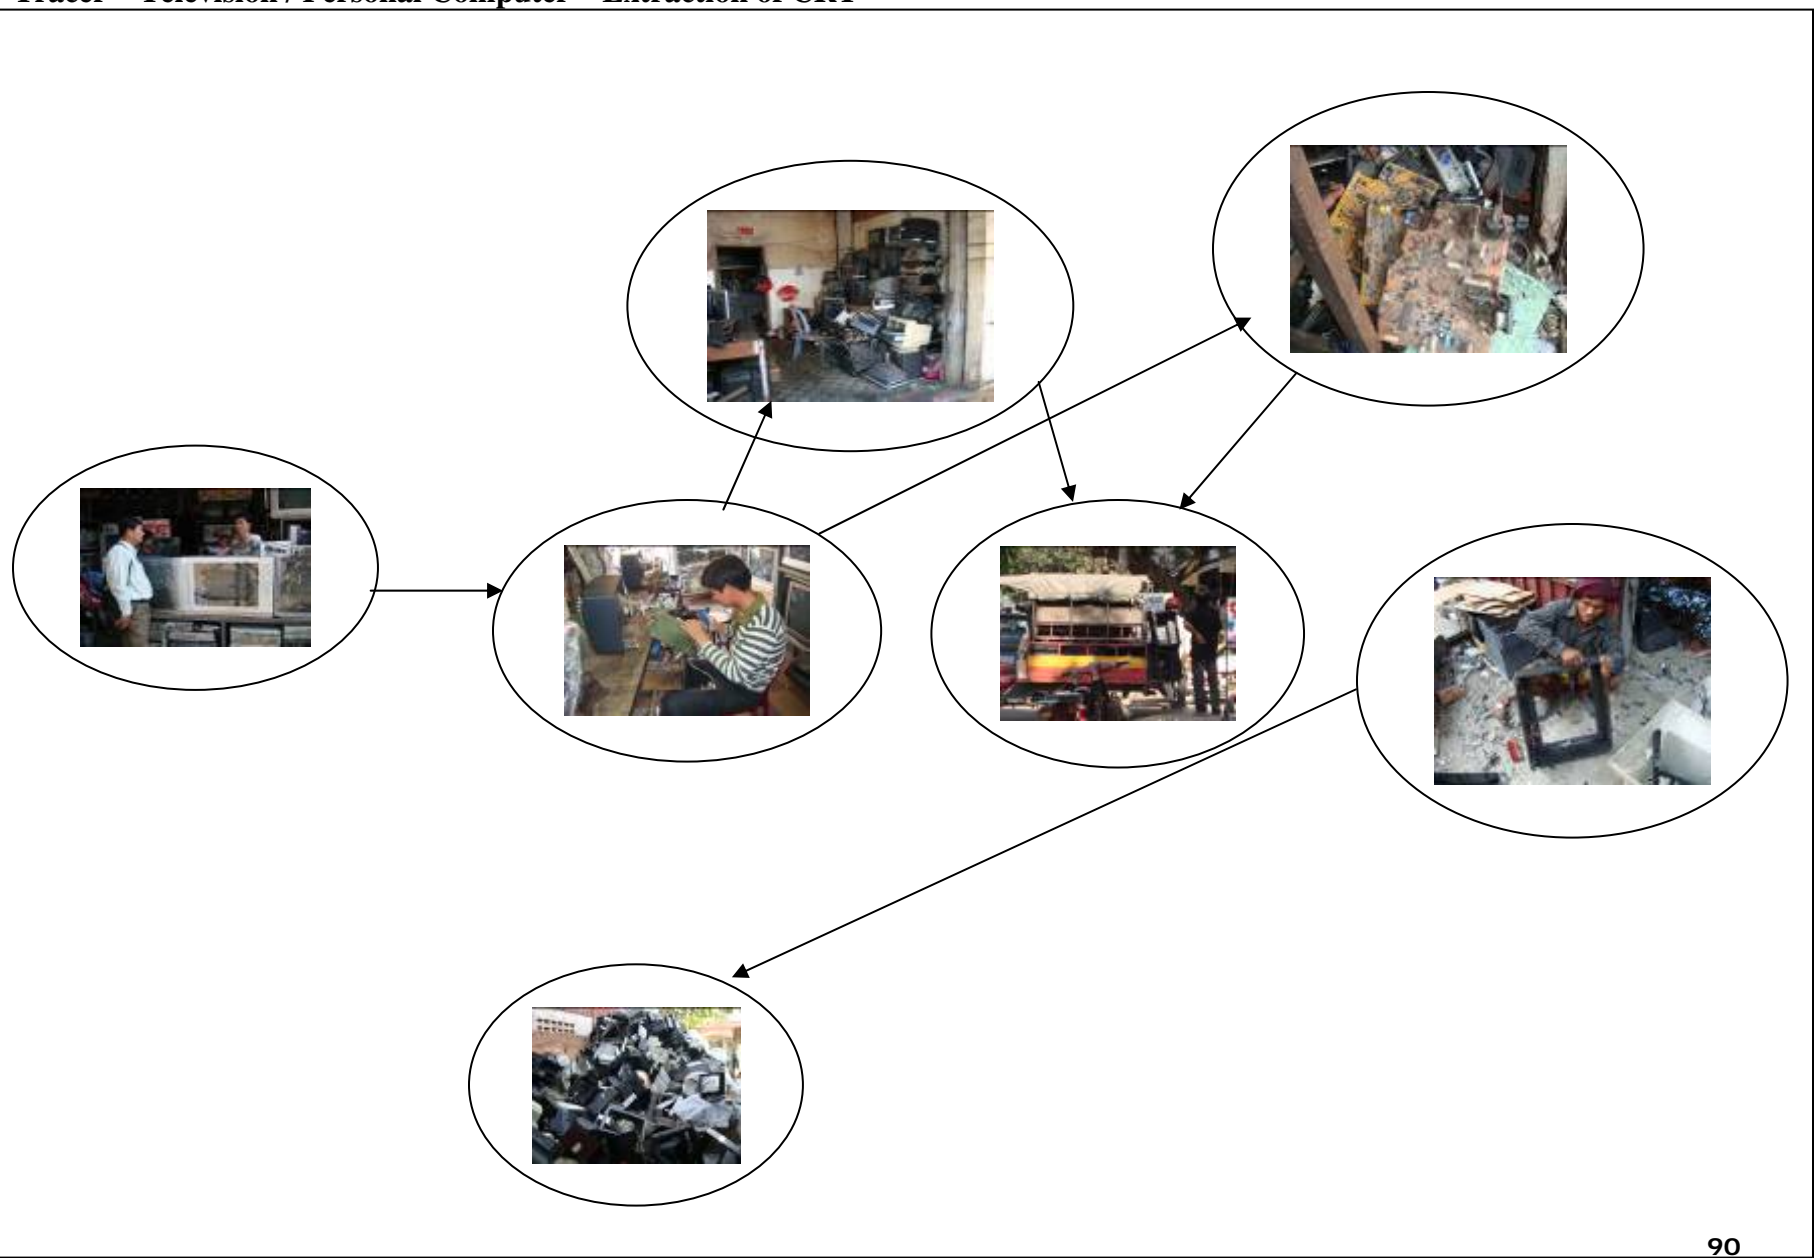 Tracer – Television / Personal Computer – Extraction of CRT
90